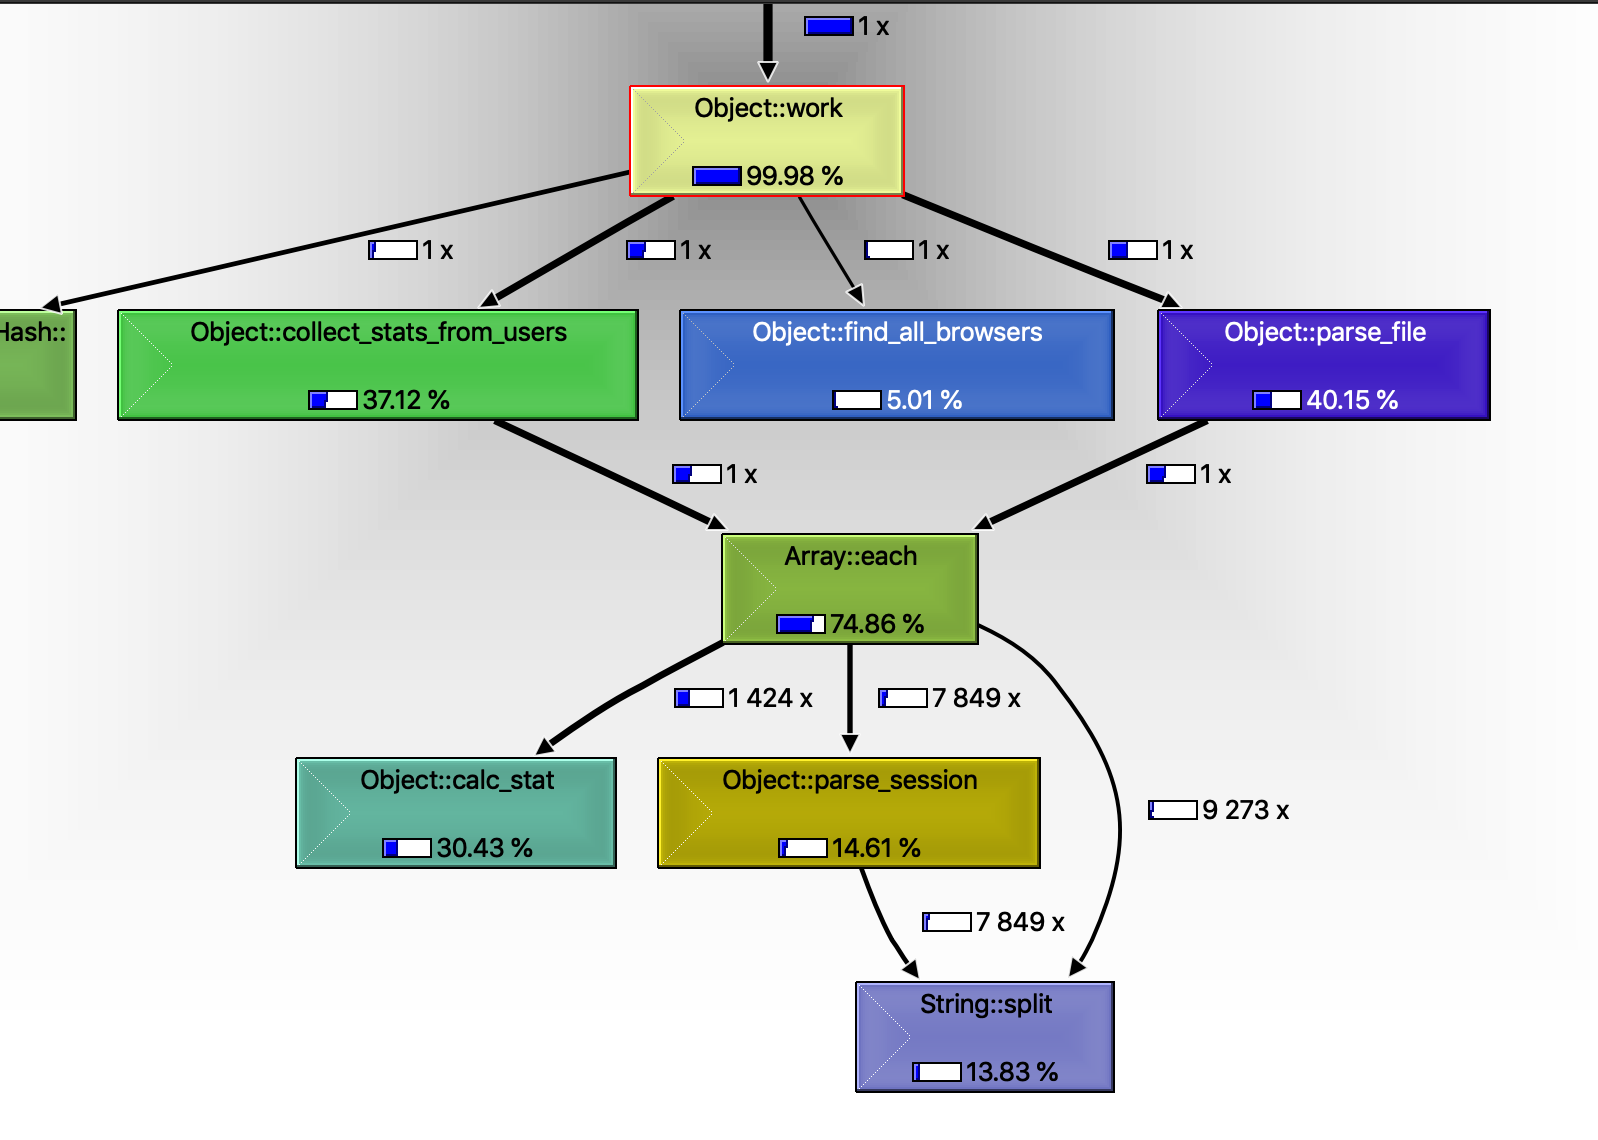 1 x
Object::work
99.98 %
1 x
1 x
1 x
1 x
Hash::
Object::collect_stats_from_users
37.12 %
Object::find_all_browsers
5.01 %
Object::parse_file
40.15 %
1 x
1 x
Array::each
74.86 %
1 424 x
7 849 x
Object::calc_stat
30.43 %
Object::parse_session
14.61 %
9 273 x
7 849 x
String::split
13.83 %